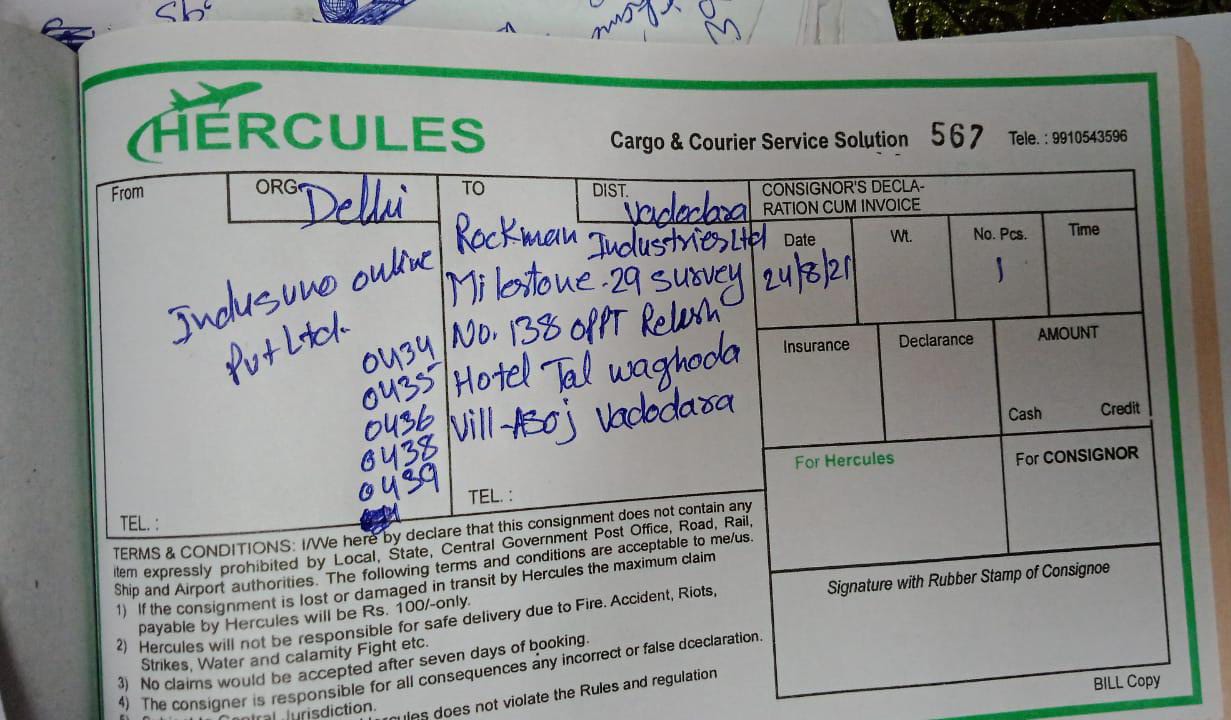 HERCULES
Cargo & Courier Service Solution 567 Tele. : 9910543596
From
ORG Delhi
Indusuno online
Pvt Ltd.
0434
0435
0436
0438
0439
TEL. :
TO
DIST. Vadodara
Rockman Industries Ltd
Milestone-29 survey
No. 138 OPPT Relesh
Hotel Tal waghoda
Vill-Asoj Vadodara
TEL. :
CONSIGNOR'S DECLA-
RATION CUM INVOICE
Date Wt. No. Pcs. Time
24/8/21 1
Insurance Declarance AMOUNT
Cash Credit
For Hercules For CONSIGNOR
Signature with Rubber Stamp of Consignoe
BILL Copy
TERMS & CONDITIONS: I/We here by declare that this consignment does not contain any
item expressly prohibited by Local, State, Central Government Post Office, Road, Rail,
Ship and Airport authorities. The following terms and conditions are acceptable to me/us.
1) If the consignment is lost or damaged in transit by Hercules the maximum claim
payable by Hercules will be Rs. 100/-only.
2) Hercules will not be responsible for safe delivery due to Fire. Accident, Riots,
Strikes, Water and calamity Fight etc.
3) No claims would be accepted after seven days of booking.
4) The consigner is responsible for all consequences any incorrect or false dceclaration.
Central Jurisdiction.
does not violate the Rules and regulation